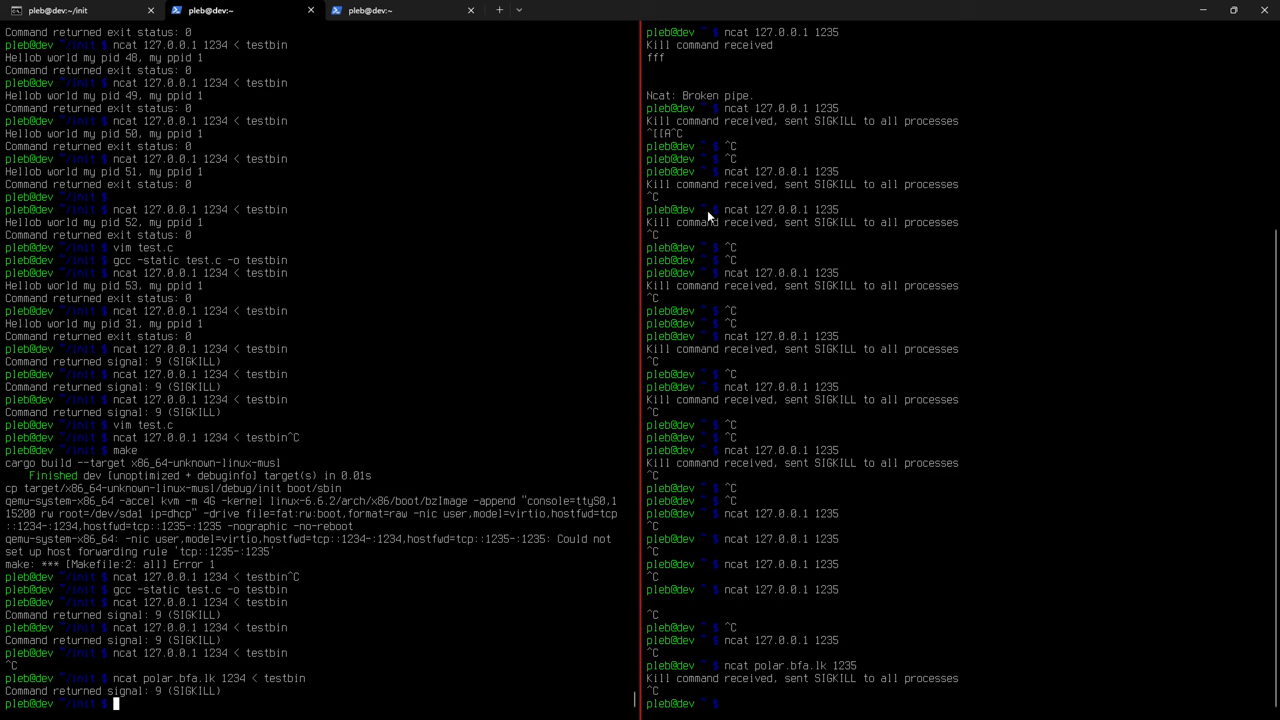 pleb@dev:~/init
pleb@dev:~
pleb@dev:~
Command returned exit status: 0
pleb@dev ~/init $ ncat 127.0.0.1 1234 < testbin
Hellob world my pid 48, my ppid 1
Command returned exit status: 0
pleb@dev ~/init $ ncat 127.0.0.1 1234 < testbin
Hellob world my pid 49, my ppid 1
Command returned exit status: 0
pleb@dev ~/init $ ncat 127.0.0.1 1234 < testbin
Hellob world my pid 50, my ppid 1
Command returned exit status: 0
pleb@dev ~/init $ ncat 127.0.0.1 1234 < testbin
Hellob world my pid 51, my ppid 1
Command returned exit status: 0
pleb@dev ~/init $
pleb@dev ~/init $ ncat 127.0.0.1 1234 < testbin
Hellob world my pid 52, my ppid 1
Command returned exit status: 0
pleb@dev ~/init $ vim test.c
pleb@dev ~/init $ gcc -static test.c -o testbin
pleb@dev ~/init $ ncat 127.0.0.1 1234 < testbin
Hellob world my pid 53, my ppid 1
Command returned exit status: 0
pleb@dev ~/init $ ncat 127.0.0.1 1234 < testbin
Hellob world my pid 31, my ppid 1
Command returned exit status: 0
pleb@dev ~/init $ ncat 127.0.0.1 1234 < testbin
Command returned signal: 9 (SIGKILL)
pleb@dev ~/init $ ncat 127.0.0.1 1234 < testbin
Command returned signal: 9 (SIGKILL)
pleb@dev ~/init $ ncat 127.0.0.1 1234 < testbin
Command returned signal: 9 (SIGKILL)
pleb@dev ~/init $ vim test.c
pleb@dev ~/init $ ncat 127.0.0.1 1234 < testbin^C
pleb@dev ~/init $ make
cargo build --target x86_64-unknown-linux-musl
Finished dev [unoptimized + debuginfo] target(s) in 0.01s
cp target/x86_64-unknown-linux-musl/debug/init boot/sbin
qemu-system-x86_64 -accel kvm -m 4G -kernel linux-6.6.2/arch/x86/boot/bzImage -append "console=ttyS0,1
15200 rw root=/dev/sda1 ip=dhcp" -drive file=fat:rw:boot,format=raw -nic user,model=virtio,hostfwd=tcp
::1234-:1234,hostfwd=tcp::1235-:1235 -nographic -no-reboot
qemu-system-x86_64: -nic user,model=virtio,hostfwd=tcp::1234-:1234,hostfwd=tcp::1235-:1235: Could not
set up host forwarding rule 'tcp::1235-:1235'
make: *** [Makefile:2: all] Error 1
pleb@dev ~/init $ ncat 127.0.0.1 1234 < testbin^C
pleb@dev ~/init $ gcc -static test.c -o testbin
pleb@dev ~/init $ ncat 127.0.0.1 1234 < testbin
Command returned signal: 9 (SIGKILL)
pleb@dev ~/init $ ncat 127.0.0.1 1234 < testbin
Command returned signal: 9 (SIGKILL)
pleb@dev ~/init $ ncat 127.0.0.1 1234 < testbin
^C
pleb@dev ~/init $ ncat polar.bfa.lk 1234 < testbin
Command returned signal: 9 (SIGKILL)
pleb@dev ~/init $
pleb@dev ~ $ ncat 127.0.0.1 1235
Kill command received
fff
Ncat: Broken pipe.
pleb@dev ~ $ ncat 127.0.0.1 1235
Kill command received, sent SIGKILL to all processes
^[[A^C
pleb@dev ~ $ ^C
pleb@dev ~ $ ^C
pleb@dev ~ $ ncat 127.0.0.1 1235
Kill command received, sent SIGKILL to all processes
^C
pleb@dev ~ $ ncat 127.0.0.1 1235
Kill command received, sent SIGKILL to all processes
^C
pleb@dev ~ $ ^C
pleb@dev ~ $ ^C
pleb@dev ~ $ ncat 127.0.0.1 1235
Kill command received, sent SIGKILL to all processes
^C
pleb@dev ~ $ ^C
pleb@dev ~ $ ^C
pleb@dev ~ $ ncat 127.0.0.1 1235
Kill command received, sent SIGKILL to all processes
^C
pleb@dev ~ $ ^C
pleb@dev ~ $ ncat 127.0.0.1 1235
Kill command received, sent SIGKILL to all processes
^C
pleb@dev ~ $ ^C
pleb@dev ~ $ ^C
pleb@dev ~ $ ncat 127.0.0.1 1235
Kill command received, sent SIGKILL to all processes
^C
pleb@dev ~ $ ^C
pleb@dev ~ $ ^C
pleb@dev ~ $ ncat 127.0.0.1 1235
^C
pleb@dev ~ $ ncat 127.0.0.1 1235
^C
pleb@dev ~ $ ncat 127.0.0.1 1235
^C
pleb@dev ~ $ ncat 127.0.0.1 1235
^C
pleb@dev ~ $ ^C
pleb@dev ~ $ ncat 127.0.0.1 1235
^C
pleb@dev ~ $ ncat polar.bfa.lk 1235
Kill command received, sent SIGKILL to all processes
^C
pleb@dev ~ $